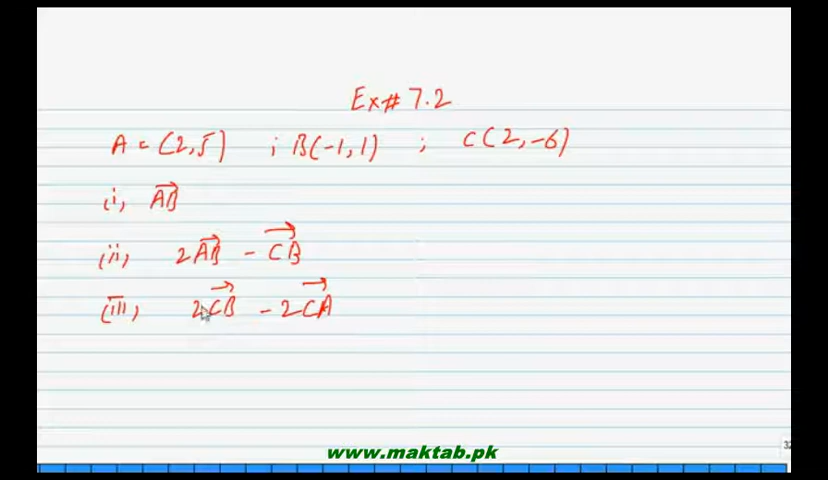 Ex# 7.2
A = (2,5) ; B(-1,1) ; C(2,-6)
(i, AB
(ii, 2AB - CB
(iii, 2CB - 2CA
32
www.maktab.pk